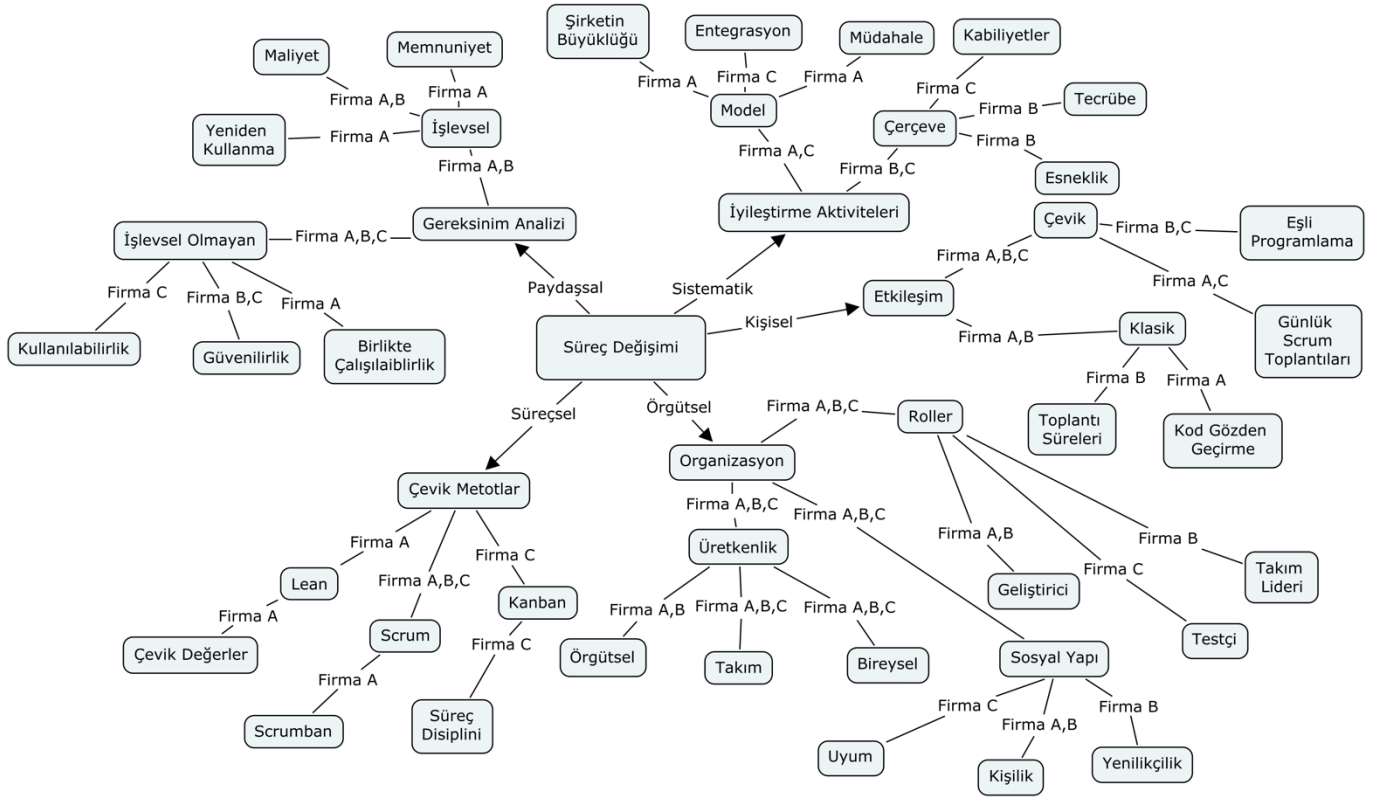 Şirketin
Büyüklüğü
Entegrasyon
Müdahale
Kabiliyetler
Maliyet
Memnuniyet
Firma A
Firma C
Firma A
Firma C
Firma A,B
Firma A
Model
Firma B
Tecrübe
Yeniden
Kullanma
Firma A
İşlevsel
Çerçeve
Firma B
Firma A,B
Firma A,C
Firma B,C
Esneklik
İşlevsel Olmayan
Firma A,B,C
Gereksinim Analizi
İyileştirme Aktiviteleri
Çevik
Firma B,C
Eşli
Programlama
Firma A,B,C
Firma A,C
Firma C
Firma B,C
Firma A
Paydaşsal
Sistematik
Etkileşim
Kişisel
Firma A,B
Klasik
Günlük
Scrum
Toplantıları
Kullanılabilirlik
Güvenilirlik
Birlikte
Çalışılaiblirlik
Süreç Değişimi
Firma B
Firma A
Toplantı
Süreleri
Kod Gözden
Geçirme
Süreçsel
Örgütsel
Firma A,B,C
Roller
Çevik Metotlar
Organizasyon
Firma A,B,C
Firma A,B,C
Firma A
Firma C
Firma A,B,C
Üretkenlik
Firma A,B
Firma C
Firma B
Lean
Kanban
Geliştirici
Takım
Lideri
Firma A
Firma A,B
Firma A,B,C
Firma A,B,C
Çevik Değerler
Scrum
Firma C
Örgütsel
Takım
Bireysel
Sosyal Yapı
Testçi
Firma A
Scrumban
Süreç
Disiplini
Firma C
Firma A,B
Firma B
Uyum
Kişilik
Yenilikçilik